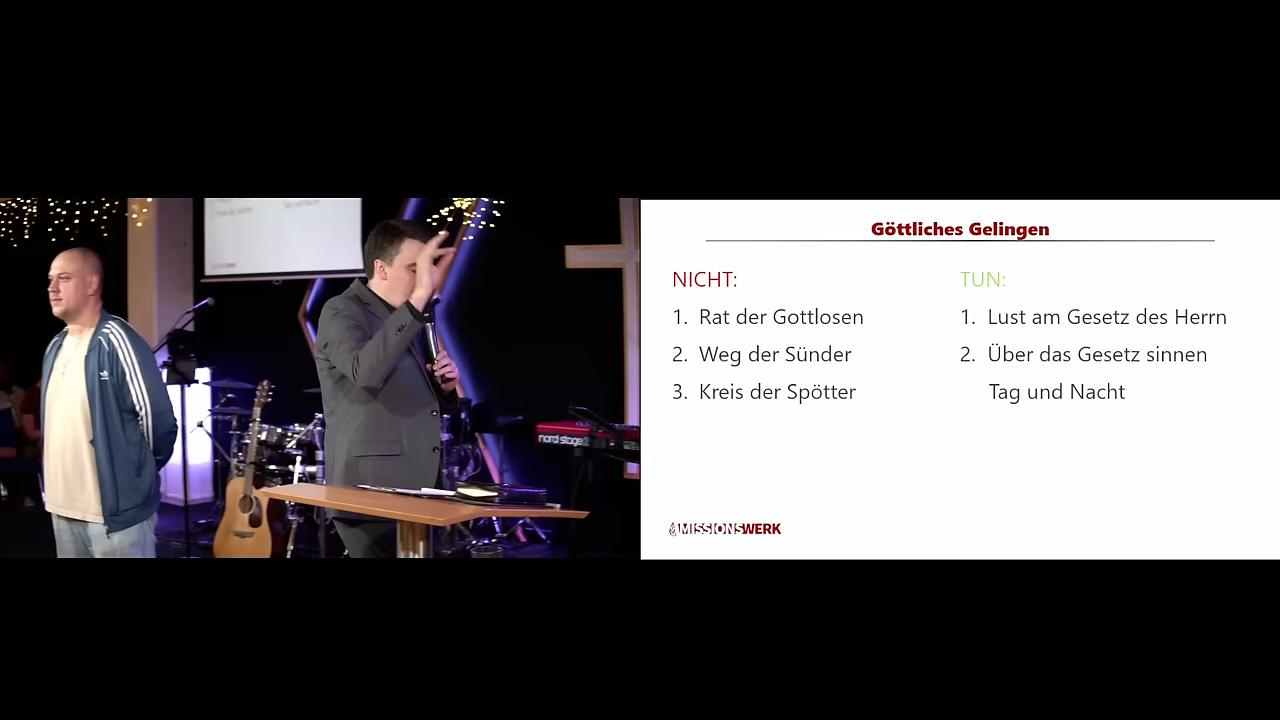 Göttliches Gelingen
NICHT:
1. Rat der Gottlosen
2. Weg der Sünder
3. Kreis der Spötter
TUN:
1. Lust am Gesetz des Herrn
2. Über das Gesetz sinnen
Tag und Nacht
MISSIONSWERK
nord stage